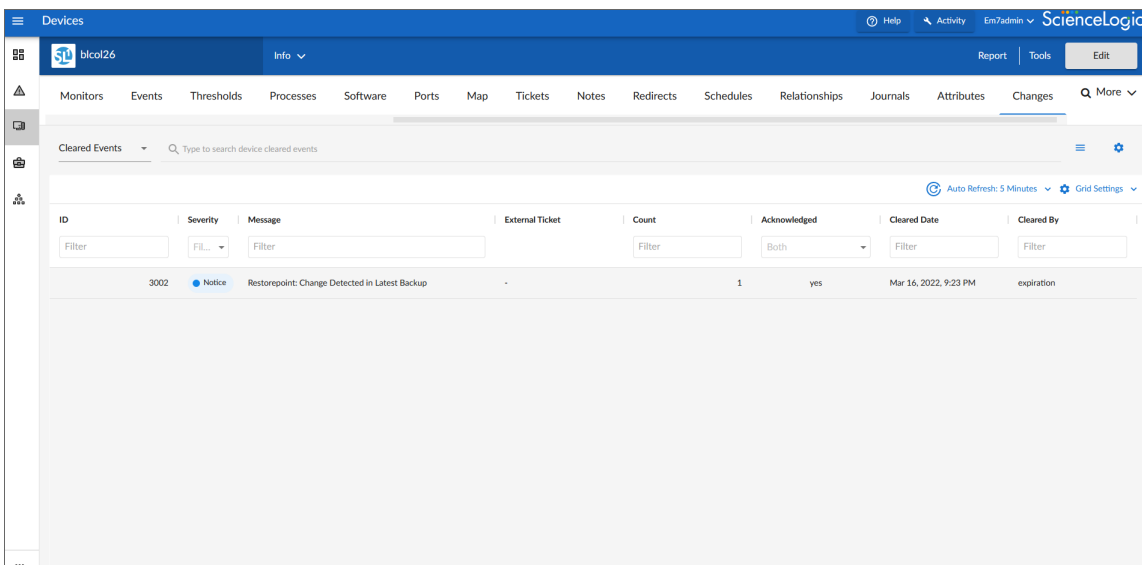 Devices
Help
Activity
Em7admin
ScienceLogic
SL1
blcol26
Info
Report
Tools
Edit
Monitors Events Thresholds Processes Software Ports Map Tickets Notes Redirects Schedules Relationships Journals Attributes Changes More
Cleared Events
Type to search device cleared events
Auto Refresh: 5 Minutes
Grid Settings
ID Severity Message External Ticket Count Acknowledged Cleared Date Cleared By
Filter Fil... Filter Filter Both Filter Filter
3002 Notice Restorepoint: Change Detected in Latest Backup - 1 yes Mar 16, 2022, 9:23 PM expiration